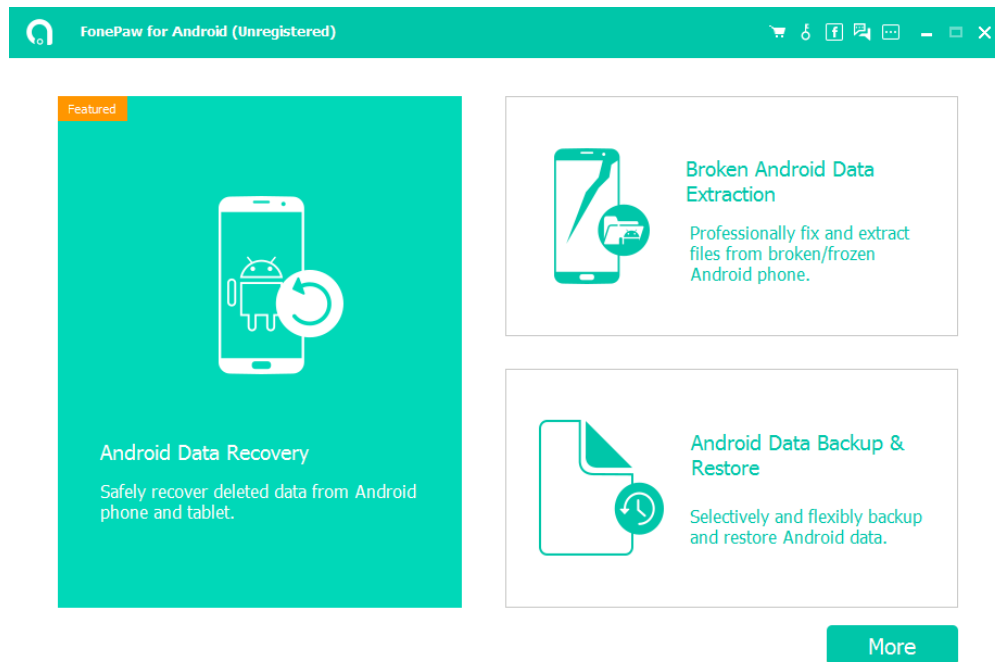 FonePaw for Android (Unregistered)
Featured
Android Data Recovery
Safely recover deleted data from Android
phone and tablet.
Broken Android Data
Extraction
Professionally fix and extract
files from broken/frozen
Android phone.
Android Data Backup &
Restore
Selectively and flexibly backup
and restore Android data.
More